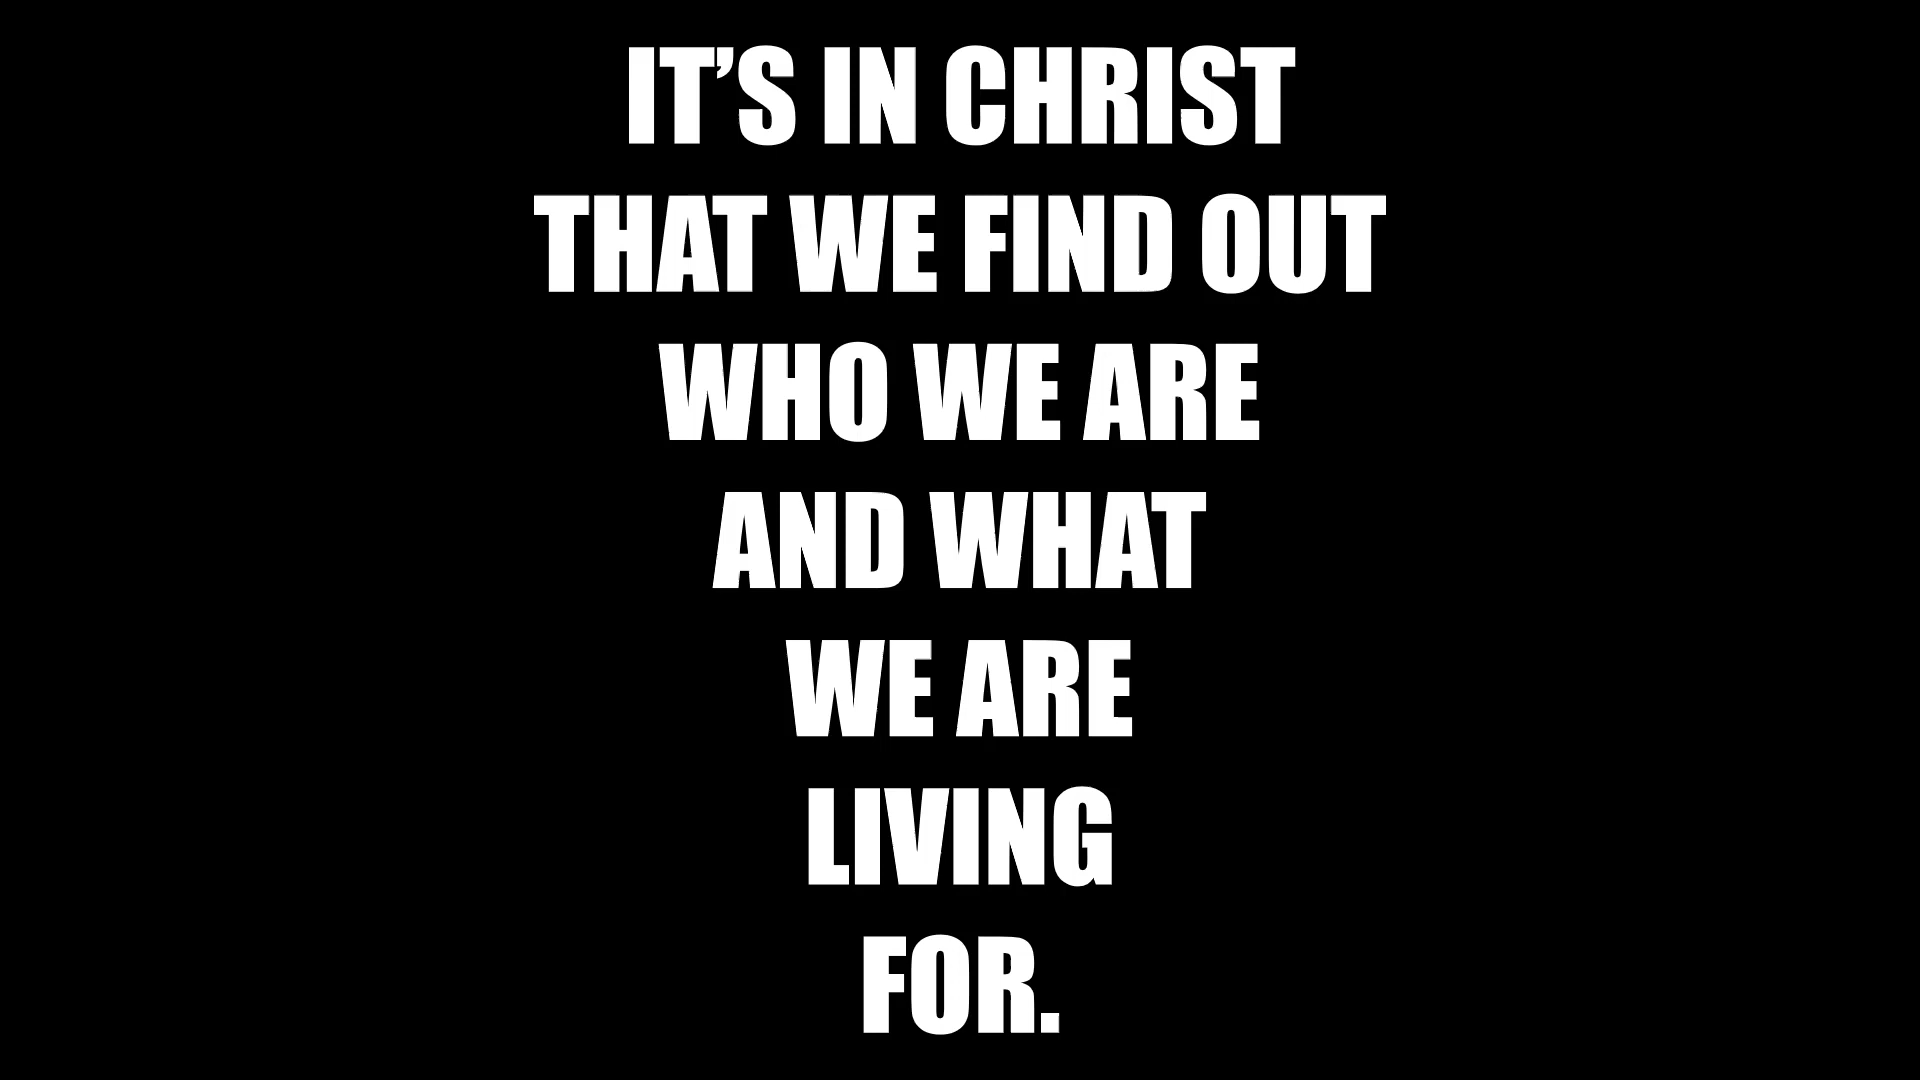 IT’S IN CHRIST
THAT WE FIND OUT
WHO WE ARE
AND WHAT
WE ARE
LIVING
FOR.